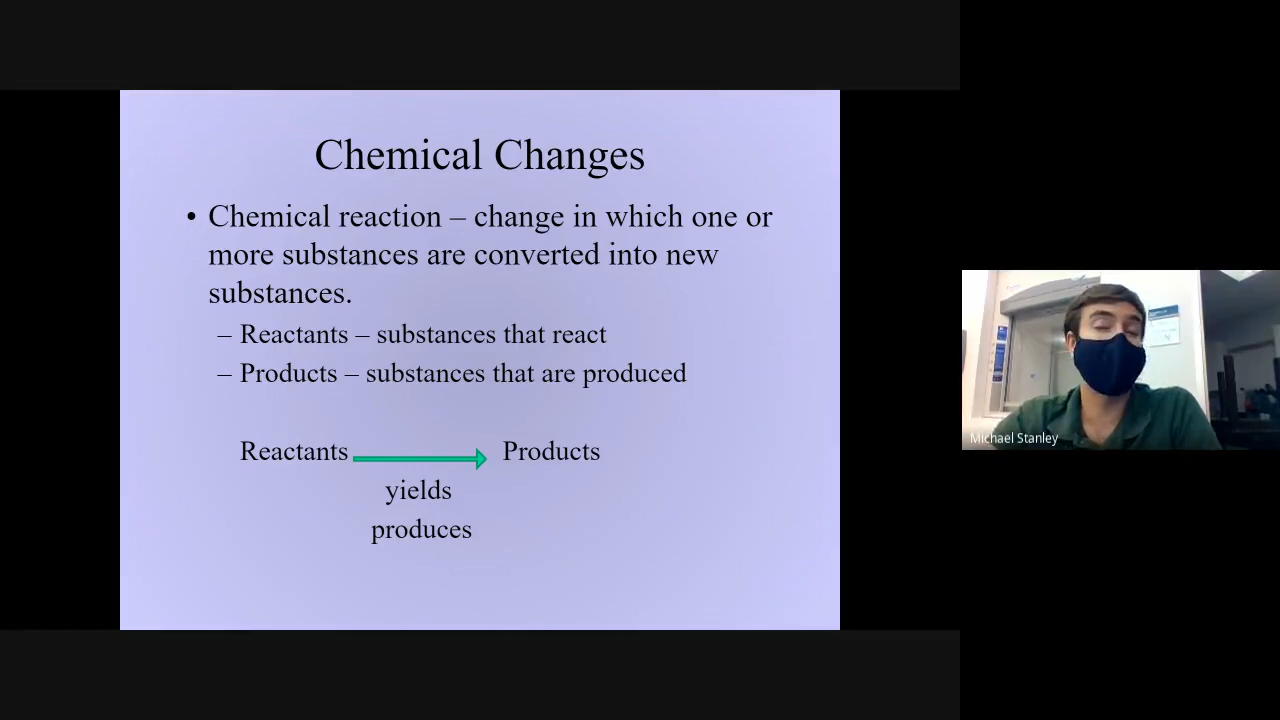 Chemical Changes
• Chemical reaction – change in which one or
more substances are converted into new
substances.
– Reactants – substances that react
– Products – substances that are produced
Reactants Products
yields
produces
Michael Stanley